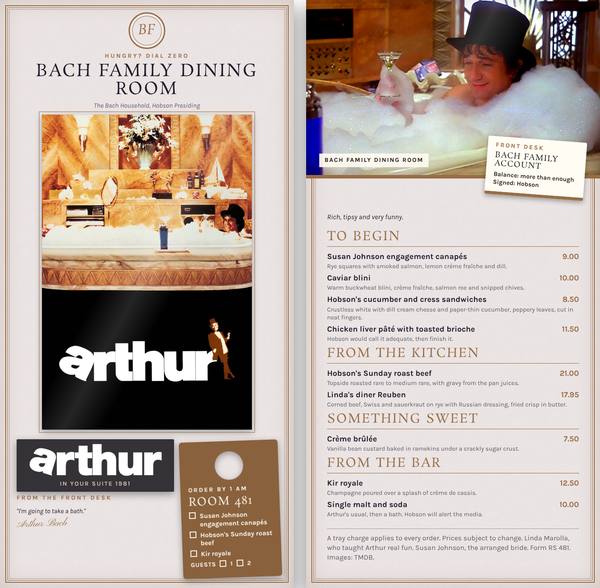 BF
HUNGRY? DIAL ZERO
BACH FAMILY DINING
ROOM
The Bach Household, Hobson Presiding
arthur
arthur
IN YOUR SUITE 1981
FROM THE FRONT DESK
"I'm going to take a bath."
Arthur Bach
ORDER BY 1 AM
ROOM 481
Susan Johnson
engagement canapés
Hobson's Sunday roast
beef
Kir royale
GUESTS 1 2
BACH FAMILY DINING ROOM
FRONT DESK
BACH FAMILY
ACCOUNT
Balance: more than enough
Signed: Hobson
Rich, tipsy and very funny.
TO BEGIN
Susan Johnson engagement canapés 9.00
Rye squares with smoked salmon, lemon crème fraîche and dill.
Caviar blini 10.00
Warm buckwheat blini, crème fraîche, salmon roe and snipped chives.
Hobson's cucumber and cress sandwiches 8.50
Crustless white with dill cream cheese and paper-thin cucumber, peppery leaves, cut in
neat fingers.
Chicken liver pâté with toasted brioche 11.50
Hobson would call it adequate, then finish it.
FROM THE KITCHEN
Hobson's Sunday roast beef 21.00
Topside roasted rare to medium rare, with gravy from the pan juices.
Linda's diner Reuben 17.95
Corned beef, Swiss and sauerkraut on rye with Russian dressing, fried crisp in butter.
SOMETHING SWEET
Crème brûlée 7.50
Vanilla bean custard baked in ramekins under a crackly sugar crust.
FROM THE BAR
Kir royale 12.50
Champagne poured over a splash of crème de cassis.
Single malt and soda 10.00
Arthur's usual, then a bath. Hobson will alert the media.
A tray charge applies to every order. Prices subject to change. Linda Marolla,
who taught Arthur real fun. Susan Johnson, the arranged bride. Form RS 481.
Images: TMDB.